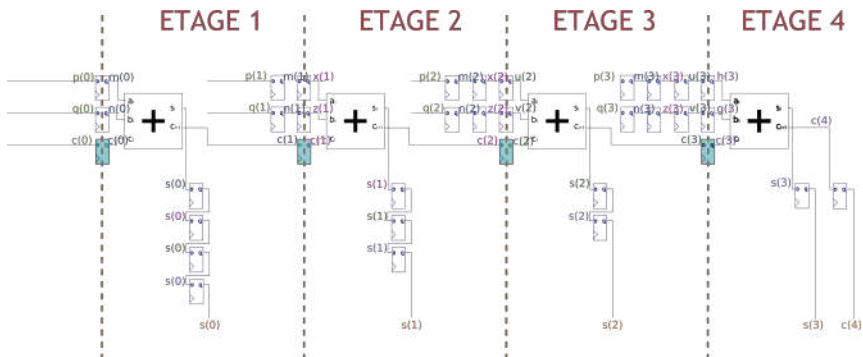 ETAGE 1 ETAGE 2 ETAGE 3 ETAGE 4
p(0) m(0) p(1) m(1) x(1) p(2) m(2) x(2) u(2) p(3) m(3) x(3) u(3) h(3)
q(0) n(0) + q(1) n(1) z(1) + q(2) n(2) z(2) v(2) + q(3) n(3) z(3) v(3) g(3) +
c(0) c(0) c(1) c(1) c(2) c(2) c(3) c(3) c(4)
s(0) s(1) s(2) s(3)
s(0) s(1) s(2)
s(0) s(1)
s(0)
s(0) s(1) s(2) s(3) c(4)